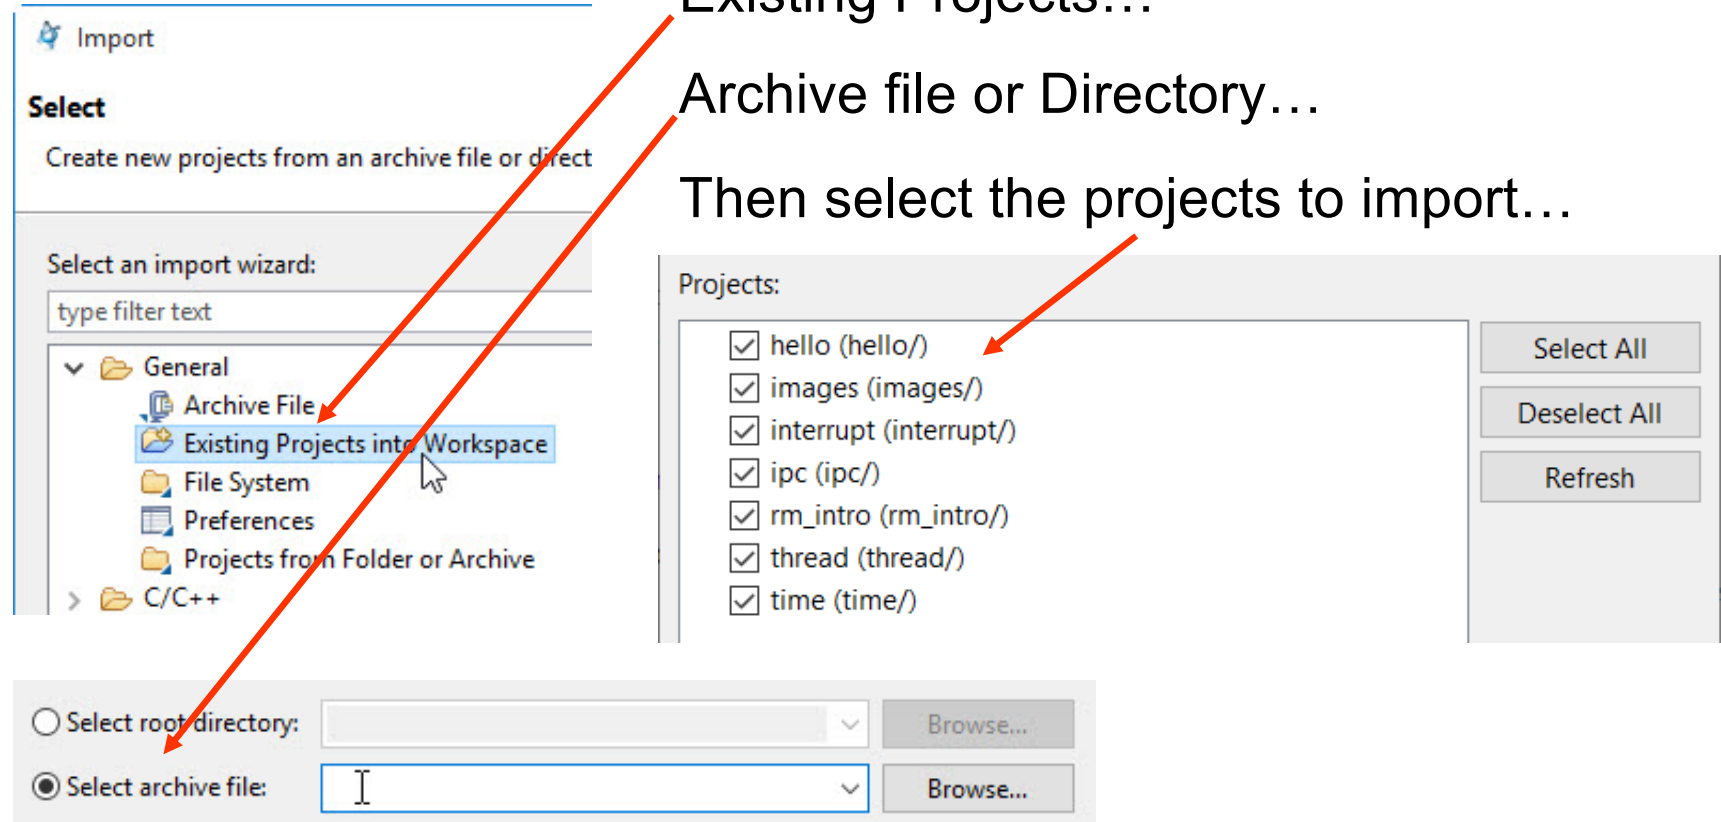 Existing Projects…
Archive file or Directory…
Then select the projects to import…
Import
Select
Create new projects from an archive file or direct
Select an import wizard:
type filter text
General
Archive File
Existing Projects into Workspace
File System
Preferences
Projects from Folder or Archive
C/C++
Projects:
hello (hello/)
images (images/)
interrupt (interrupt/)
ipc (ipc/)
rm_intro (rm_intro/)
thread (thread/)
time (time/)
Select All
Deselect All
Refresh
Select root directory:
Browse...
Select archive file:
Browse...